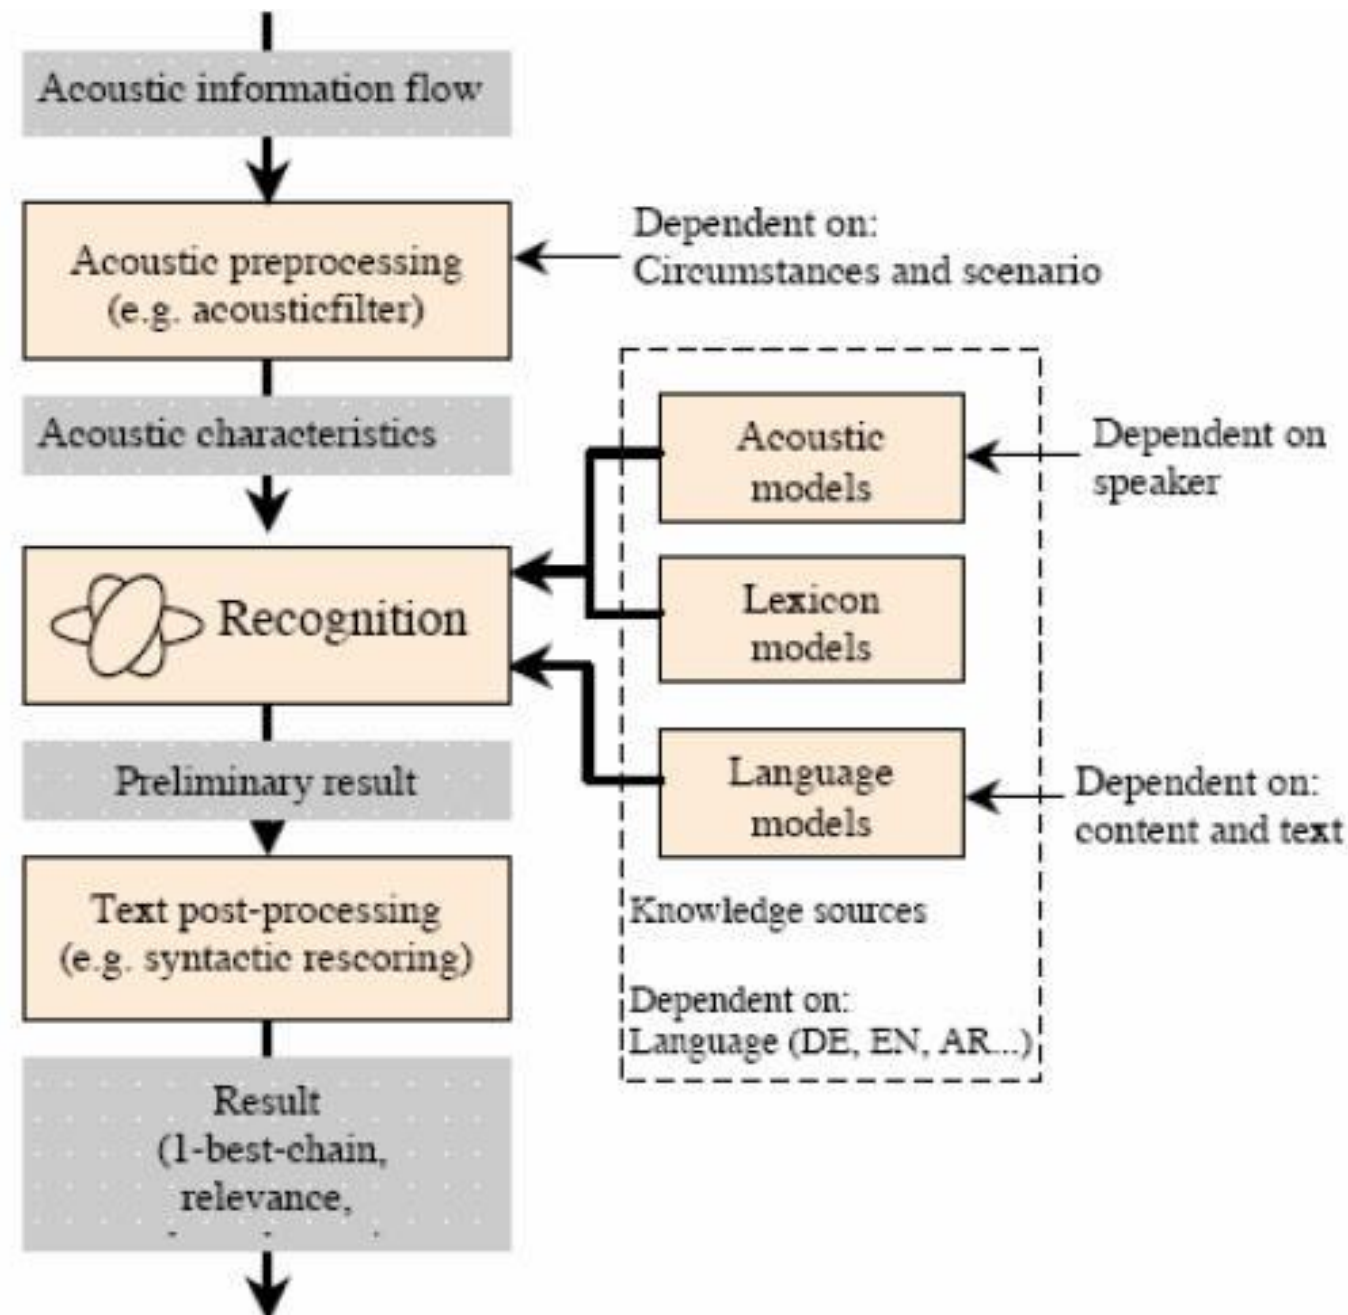 Acoustic information flow
Acoustic preprocessing
(e.g. acousticfilter)
Dependent on:
Circumstances and scenario
Acoustic characteristics
Acoustic
models
Dependent on
speaker
Recognition
Lexicon
models
Preliminary result
Language
models
Dependent on:
content and text
Text post-processing
(e.g. syntactic rescoring)
Knowledge sources
Dependent on:
Language (DE, EN, AR...)
Result
(1-best-chain,
relevance,